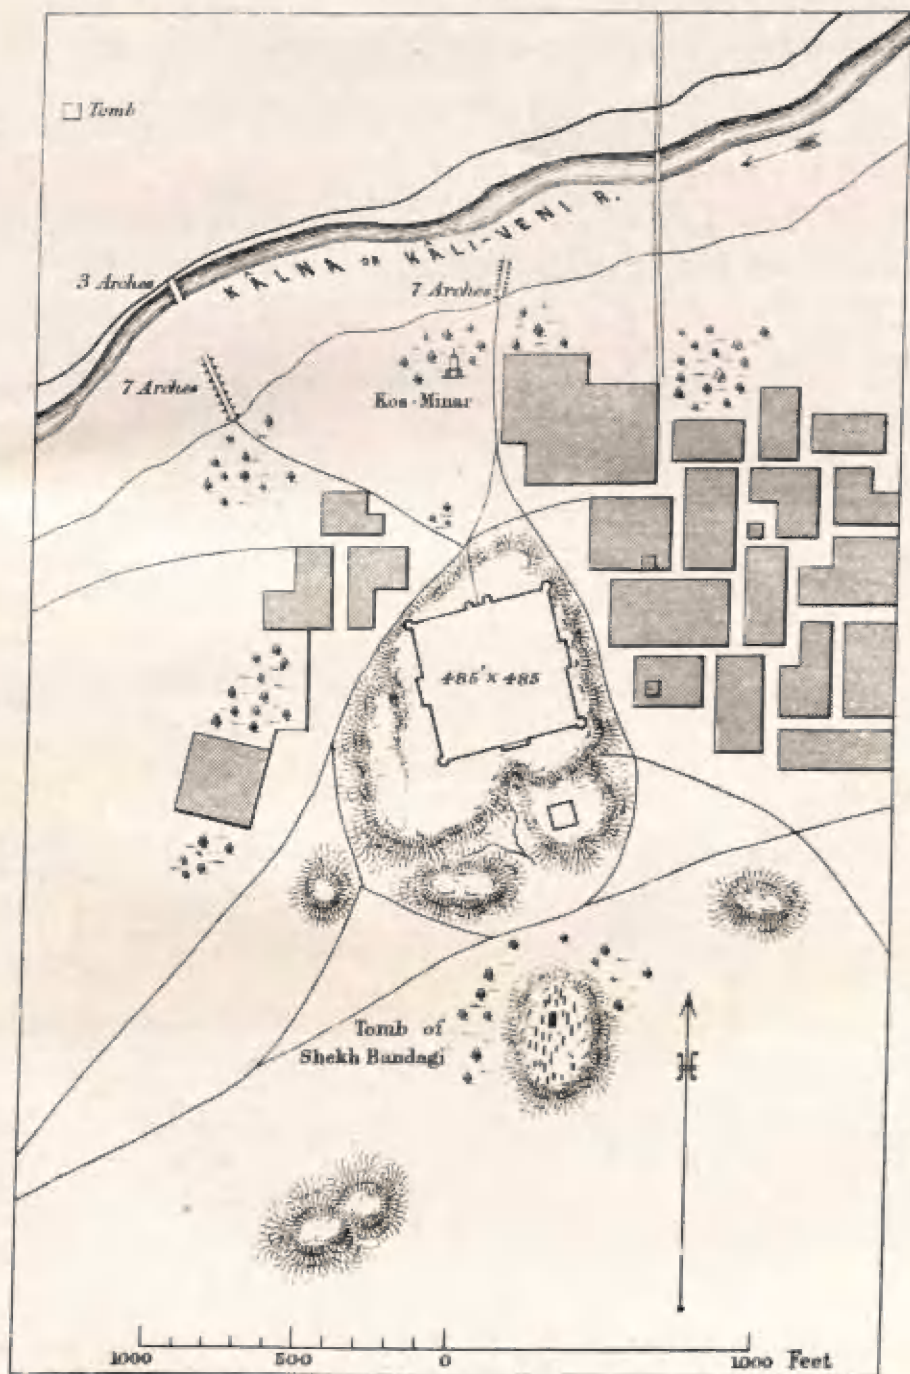 Tomb
KÂLNA OR KÂLI-VENI R.
3 Arches
7 Arches
7 Arches
Kos-Minar
485' × 485
Tomb of
Shekh Bandagi
1000 500 0 1000 Feet